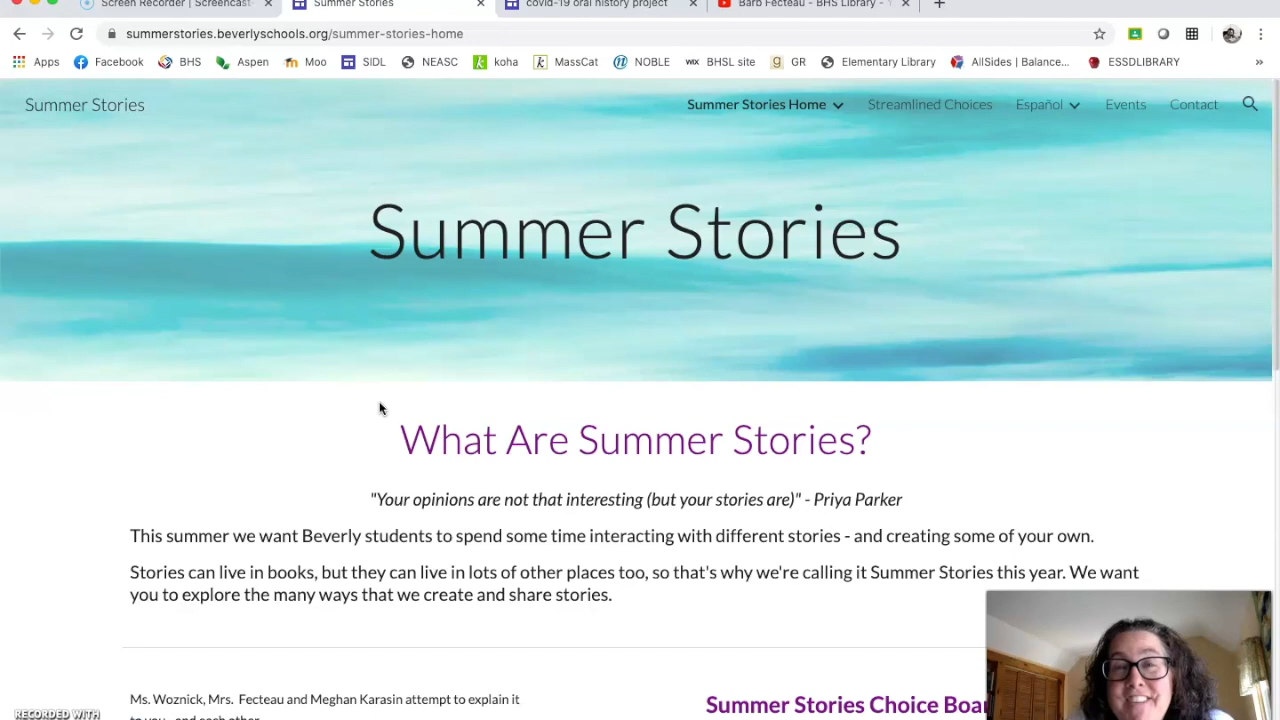 Screen Recorder | Screencast-
Summer Stories
covid-19 oral history project
Barb Fecteau - BHS Library -
summerstories.beverlyschools.org/summer-stories-home
Apps Facebook BHS Aspen Moo SIDL NEASC koha MassCat NOBLE WIX BHSL site GR Elementary Library AllSides | Balance... ESSDLIBRARY »
Summer Stories
Summer Stories Home Streamlined Choices Español Events Contact
Summer Stories
What Are Summer Stories?
"Your opinions are not that interesting (but your stories are)" - Priya Parker
This summer we want Beverly students to spend some time interacting with different stories - and creating some of your own.
Stories can live in books, but they can live in lots of other places too, so that's why we're calling it Summer Stories this year. We want
you to explore the many ways that we create and share stories.
Ms. Woznick, Mrs. Fecteau and Meghan Karasin attempt to explain it
to you - and each other
Summer Stories Choice Boar
RECORDED WITH